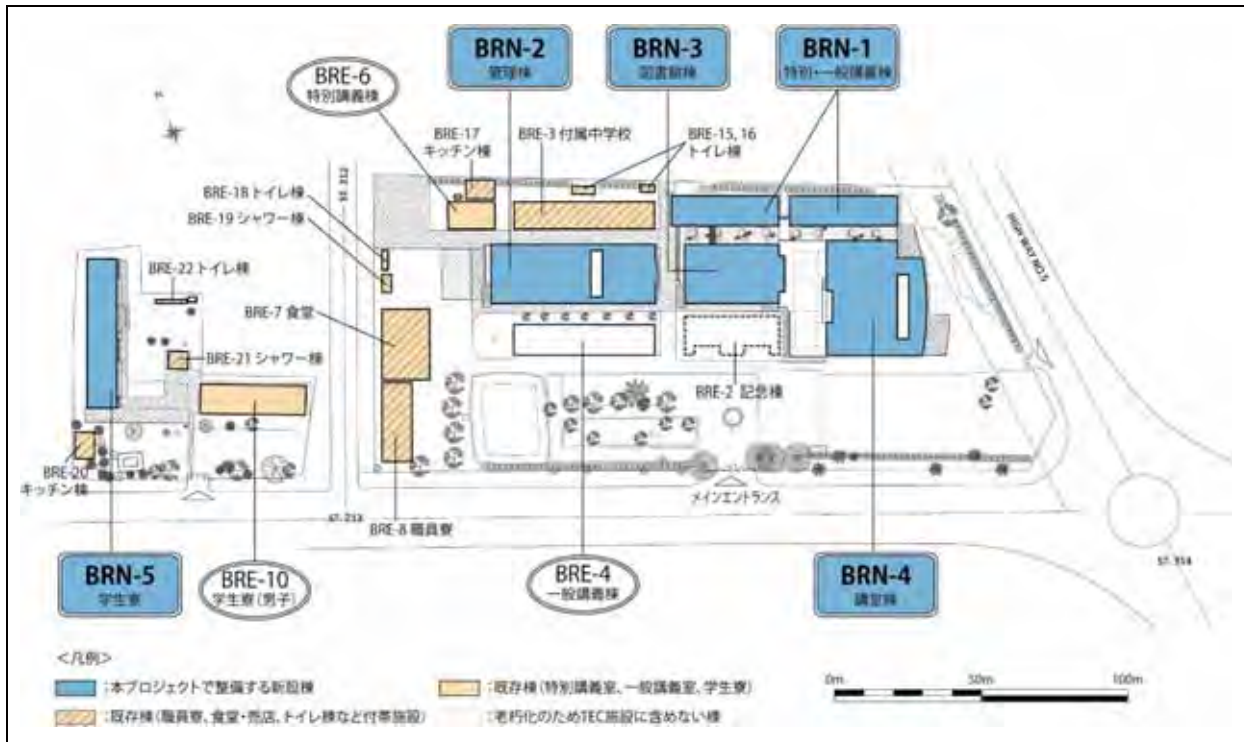 BRN-2
管理棟
BRN-3
図書館棟
BRN-1
特別・一般講義棟
BRE-6
特別講義棟
BRE-17
キッチン棟
BRE-3 付属中学校
BRE-15, 16
トイレ棟
BRE-18 トイレ棟
BRE-19 シャワー棟
ST. 312
HIGH WAY NO.5
BRE-22 トイレ棟
BRE-7 食堂
BRE-21 シャワー棟
BRE-2 記念棟
BRE-20
キッチン棟
メインエントランス
ST.213
BRE-8 職員寮
BRN-5
学生寮
BRE-10
学生寮(男子)
BRE-4
一般講義棟
BRN-4
講堂棟
ST. 314
<凡例>
:本プロジェクトで整備する新設棟
:既存棟(特別講義室、一般講義室、学生寮)
:既存棟(職員寮、食堂・売店、トイレ棟など付帯施設)
:老朽化のためTEC施設に含めない棟
0m 50m 100m